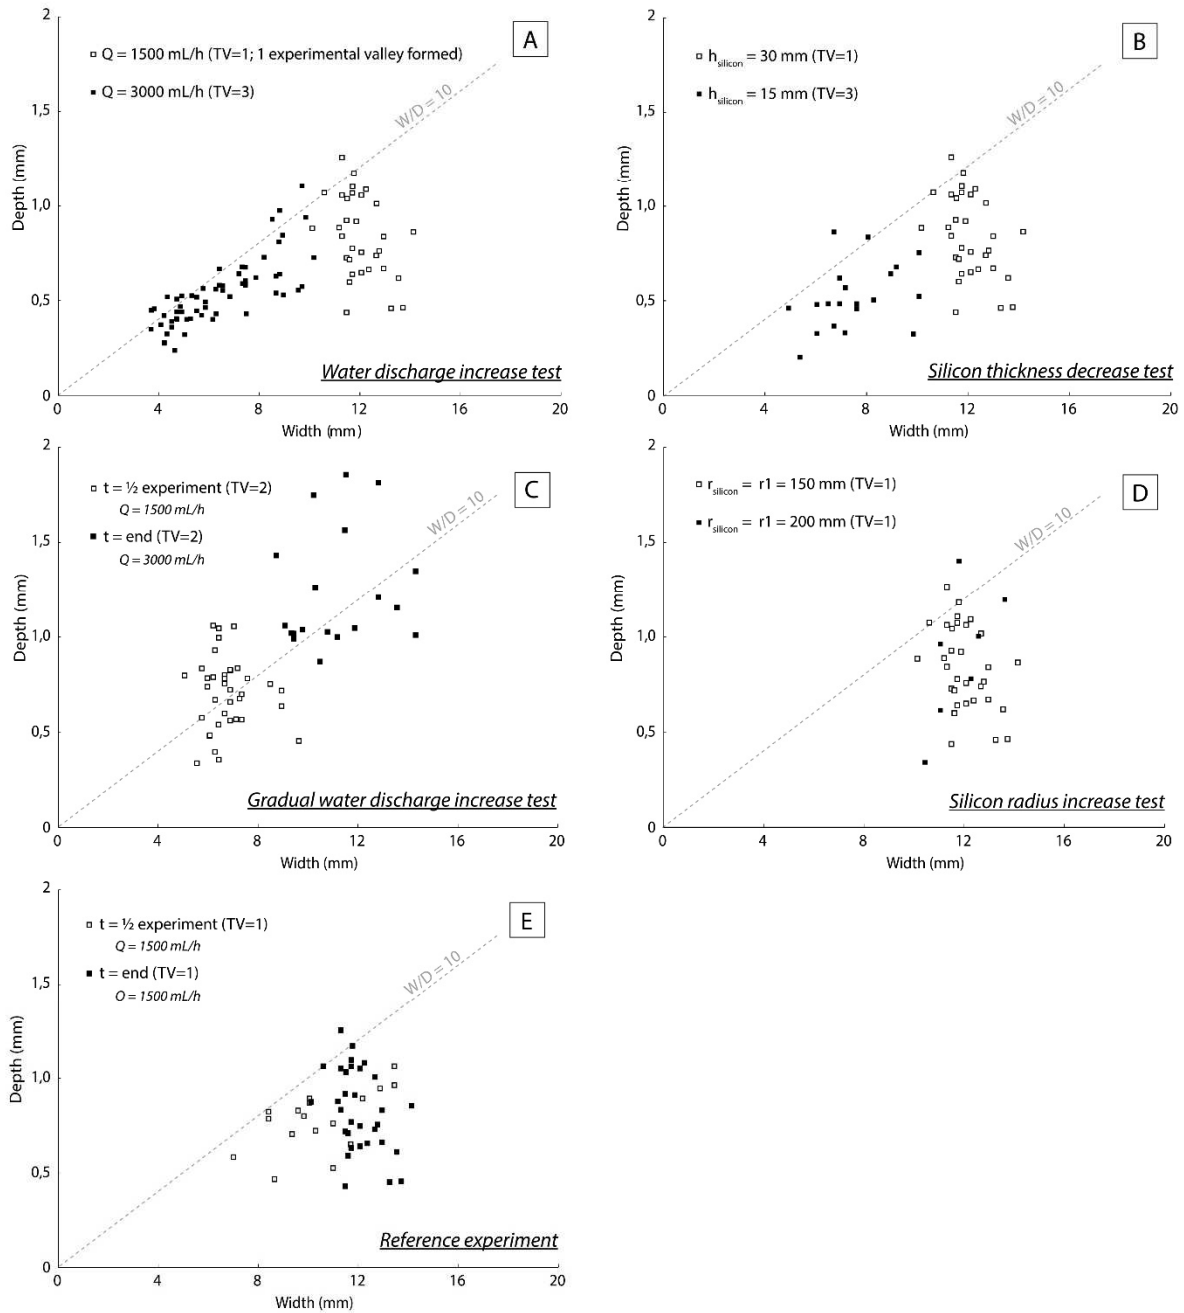 2
A
Q = 1500 mL/h (TV=1; 1 experimental valley formed)
Q = 3000 mL/h (TV=3)
W/D = 10
1,5
1,0
0,5
0
Depth (mm)
Water discharge increase test
0 4 8 12 16 20
Width (mm)
2
B
h_silicon = 30 mm (TV=1)
h_silicon = 15 mm (TV=3)
W/D = 10
1,5
1,0
0,5
0
Depth (mm)
Silicon thickness decrease test
0 4 8 12 16 20
Width (mm)
2
C
t = ½ experiment (TV=2)
Q = 1500 mL/h
t = end (TV=2)
Q = 3000 mL/h
W/D = 10
1,5
1,0
0,5
0
Depth (mm)
Gradual water discharge increase test
0 4 8 12 16 20
Width (mm)
2
D
r_silicon = r1 = 150 mm (TV=1)
r_silicon = r1 = 200 mm (TV=1)
W/D = 10
1,5
1,0
0,5
0
Depth (mm)
Silicon radius increase test
0 4 8 12 16 20
Width (mm)
2
E
t = ½ experiment (TV=1)
Q = 1500 mL/h
t = end (TV=1)
O = 1500 mL/h
W/D = 10
1,5
1,0
0,5
0
Depth (mm)
Reference experiment
0 4 8 12 16 20
Width (mm)